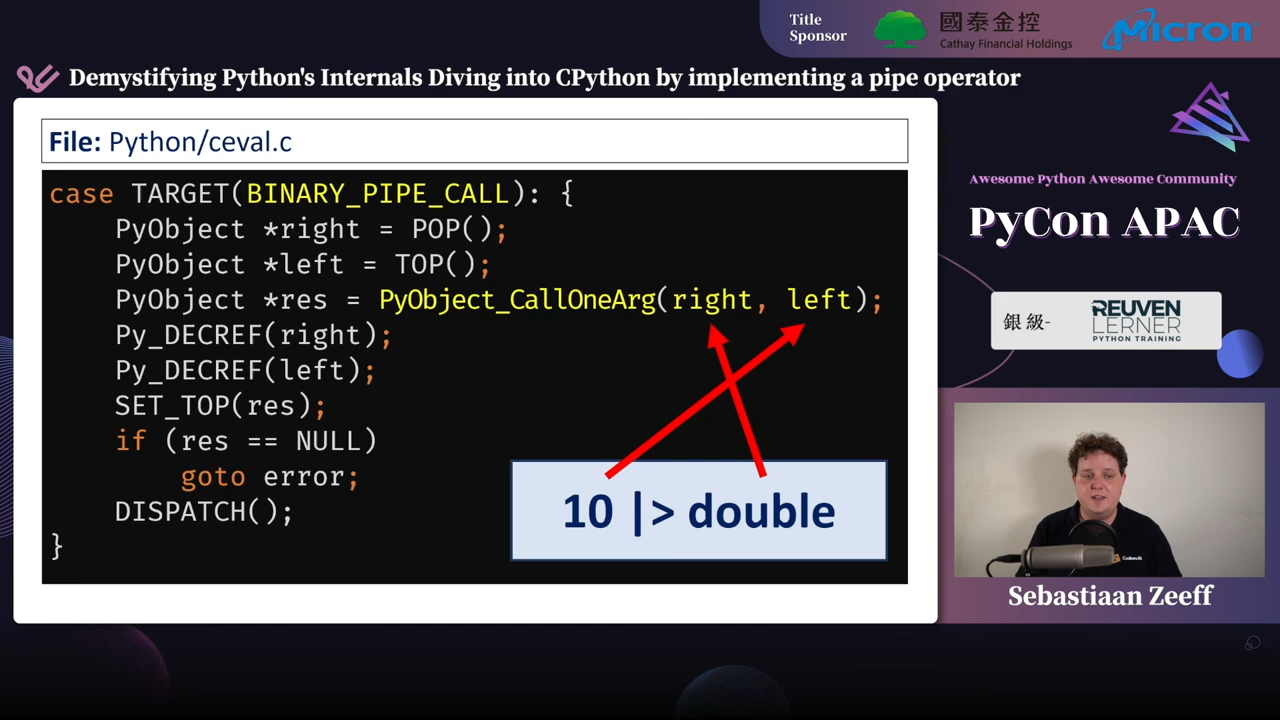 Title
Sponsor
國泰金控
Cathay Financial Holdings
Micron
Demystifying Python's Internals Diving into CPython by implementing a pipe operator
File: Python/ceval.c
case TARGET(BINARY_PIPE_CALL): {
    PyObject *right = POP();
    PyObject *left = TOP();
    PyObject *res = PyObject_CallOneArg(right, left);
    Py_DECREF(right);
    Py_DECREF(left);
    SET_TOP(res);
    if (res == NULL)
        goto error;
    DISPATCH();
}
10 |> double
Awesome Python Awesome Community
PyCon APAC
銀級-
REUVEN
LERNER
PYTHON TRAINING
Sebastiaan Zeeff